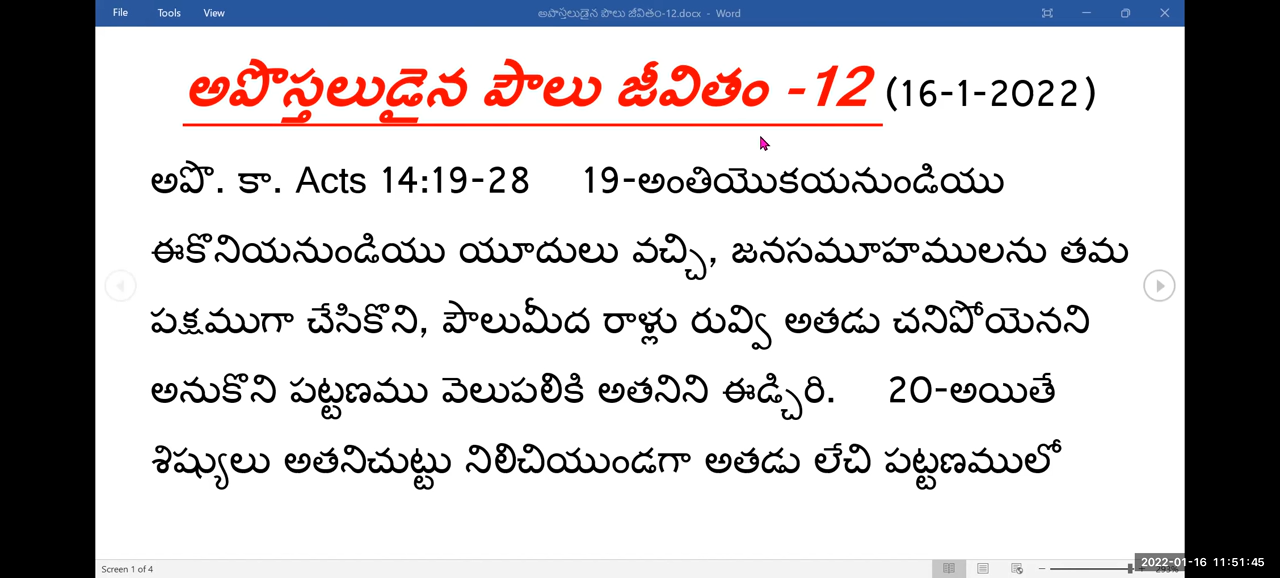 File Tools View అపొస్తలుడైన పౌలు జీవితం-12.docx - Word
అపొస్తలుడైన పౌలు జీవితం -12 (16-1-2022)
అపొ. కా. Acts 14:19-28 19-అంతియొకయనుండియు
ఈకొనియనుండియు యూదులు వచ్చి, జనసమూహములను తమ
పక్షముగా చేసికొని, పౌలుమీద రాళ్లు రువ్వి అతడు చనిపోయెనని
అనుకొని పట్టణము వెలుపలికి అతనిని ఈడ్చిరి. 20-అయితే
శిష్యులు అతనిచుట్టు నిలిచియుండగా అతడు లేచి పట్టణములో
2022-01-16 11:51:45
Screen 1 of 4